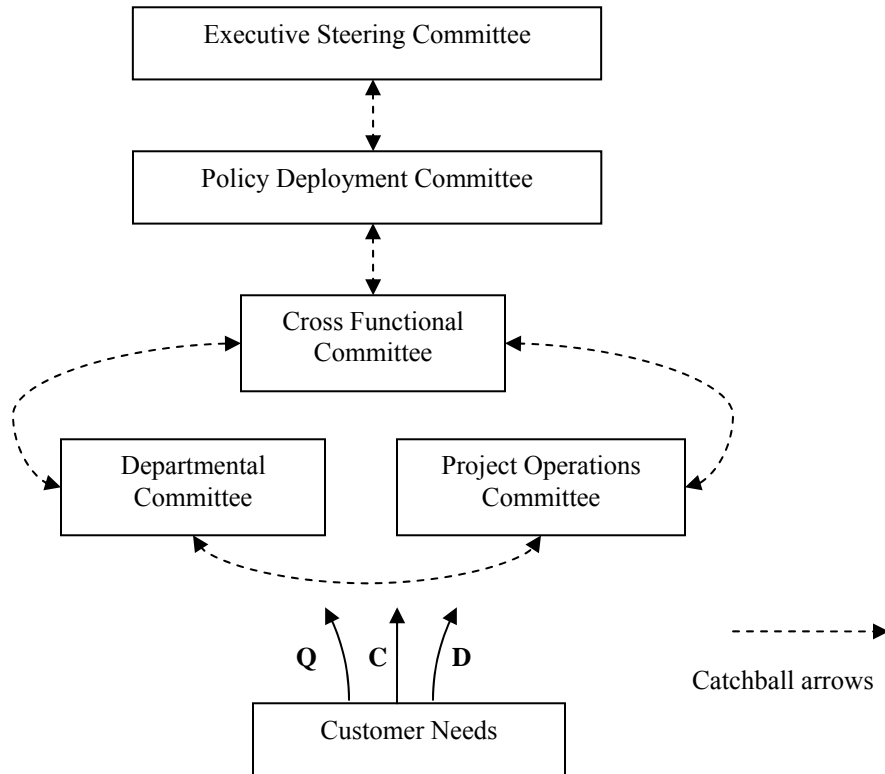 Executive Steering Committee
Policy Deployment Committee
Cross Functional
Committee
Departmental
Committee
Project Operations
Committee
Q
C
D
Catchball arrows
Customer Needs